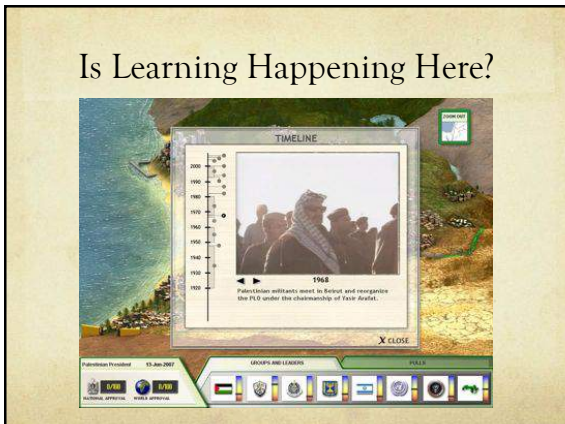 Is Learning Happening Here?
ZOOM OUT
TIMELINE
2000
1990
1980
1970
1960
1950
1940
1930
1920
1968
Palestinian militants meet in Beirut and reorganize
the PLO under the chairmanship of Yasir Arafat.
X CLOSE
Palestinian President 15-Jun-2007
GROUPS AND LEADERS
POLLS
0/100
0/100
NATIONAL APPROVAL
WORLD APPROVAL